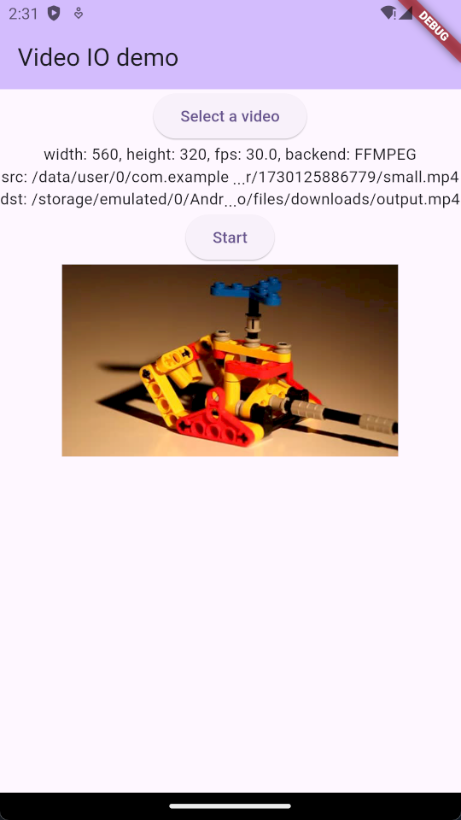 2:31
DEBUG
Video IO demo
Select a video
width: 560, height: 320, fps: 30.0, backend: FFMPEG
src: /data/user/0/com.example ...r/1730125886779/small.mp4
dst: /storage/emulated/0/Andr...o/files/downloads/output.mp4
Start